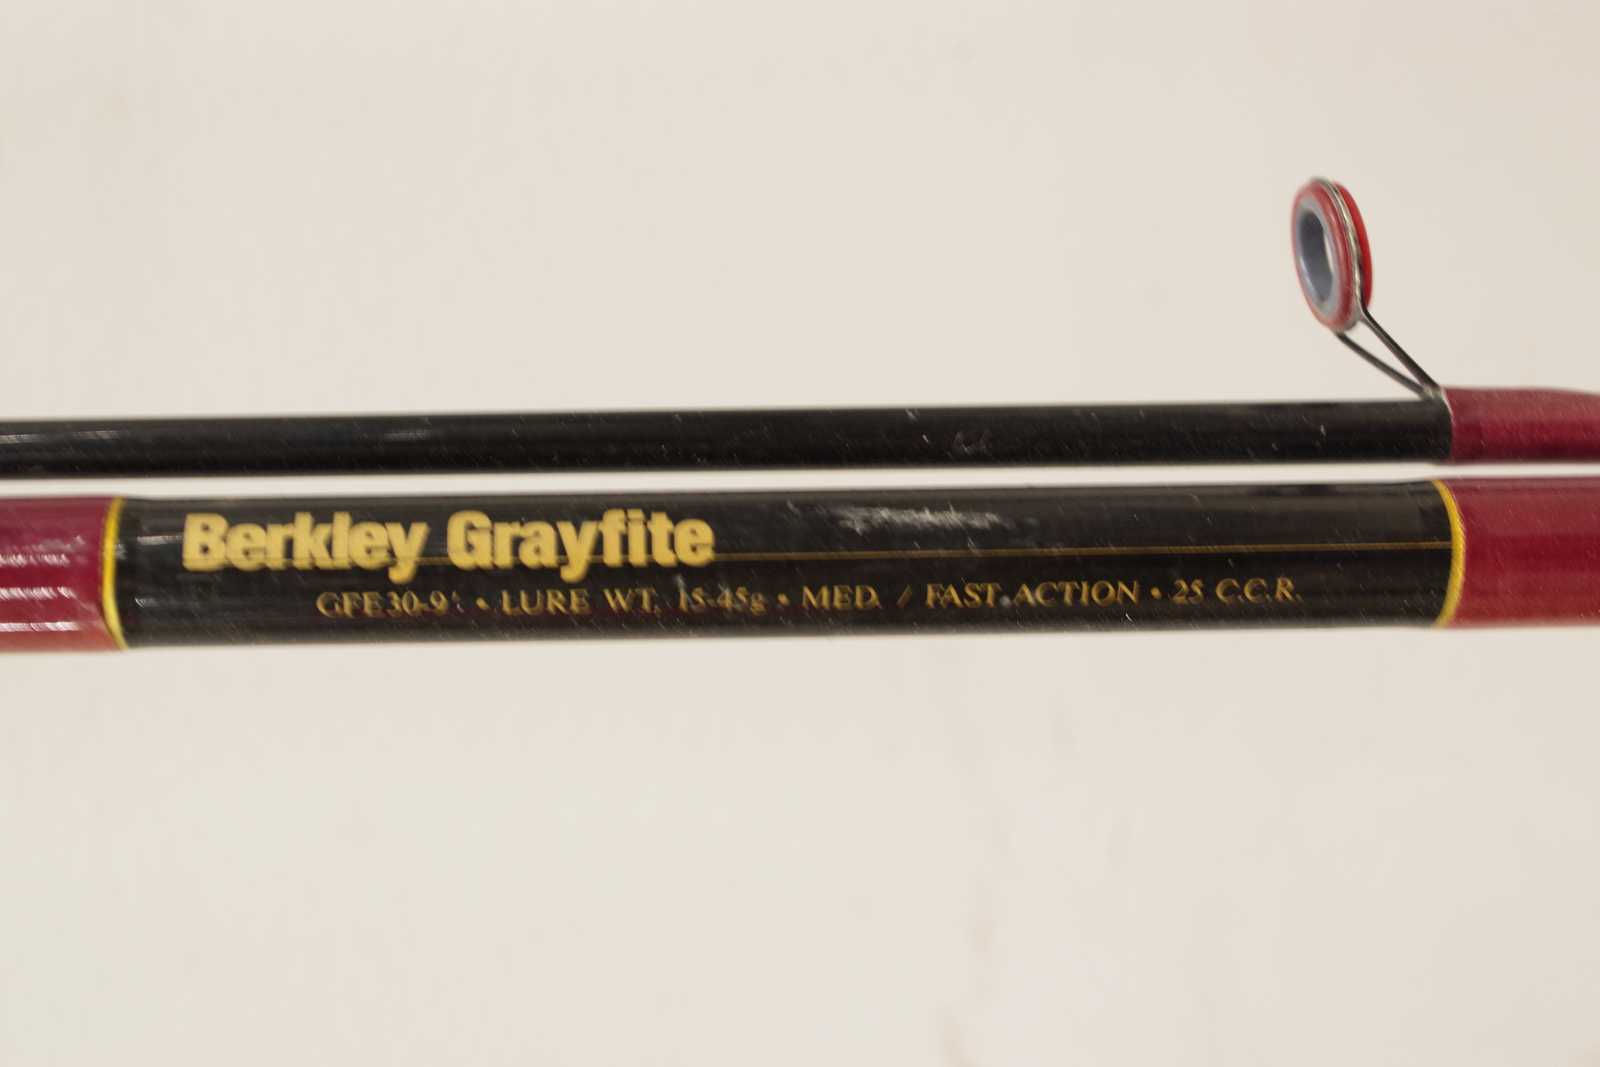 Berkley Grayfite
GFE30-9' • LURE WT. 15-45g • MED. / FAST ACTION • 25 C.C.R.